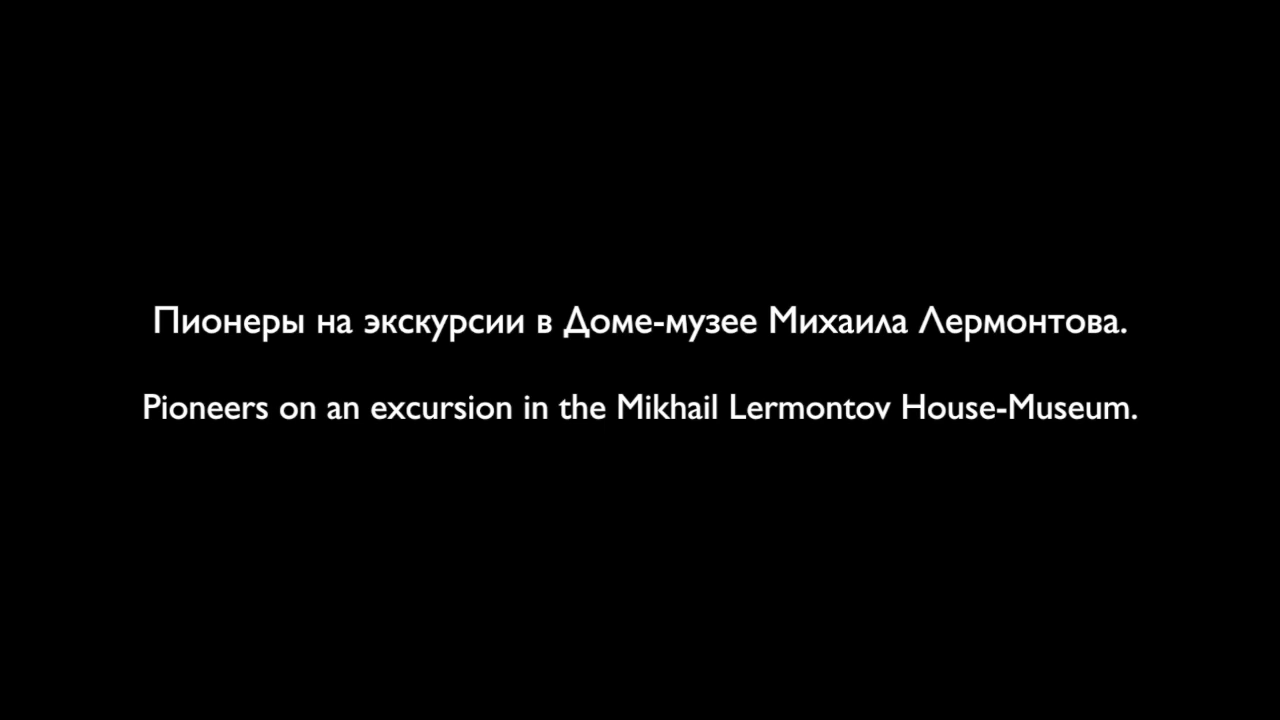 Пионеры на экскурсии в Доме-музее Михаила Лермонтова.
Pioneers on an excursion in the Mikhail Lermontov House-Museum.